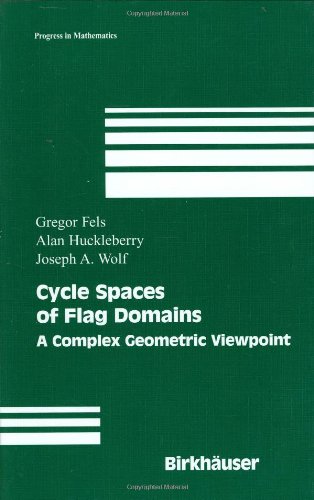 Progress in Mathematics
Gregor Fels
Alan Huckleberry
Joseph A. Wolf
Cycle Spaces
of Flag Domains
A Complex Geometric Viewpoint
Birkhäuser